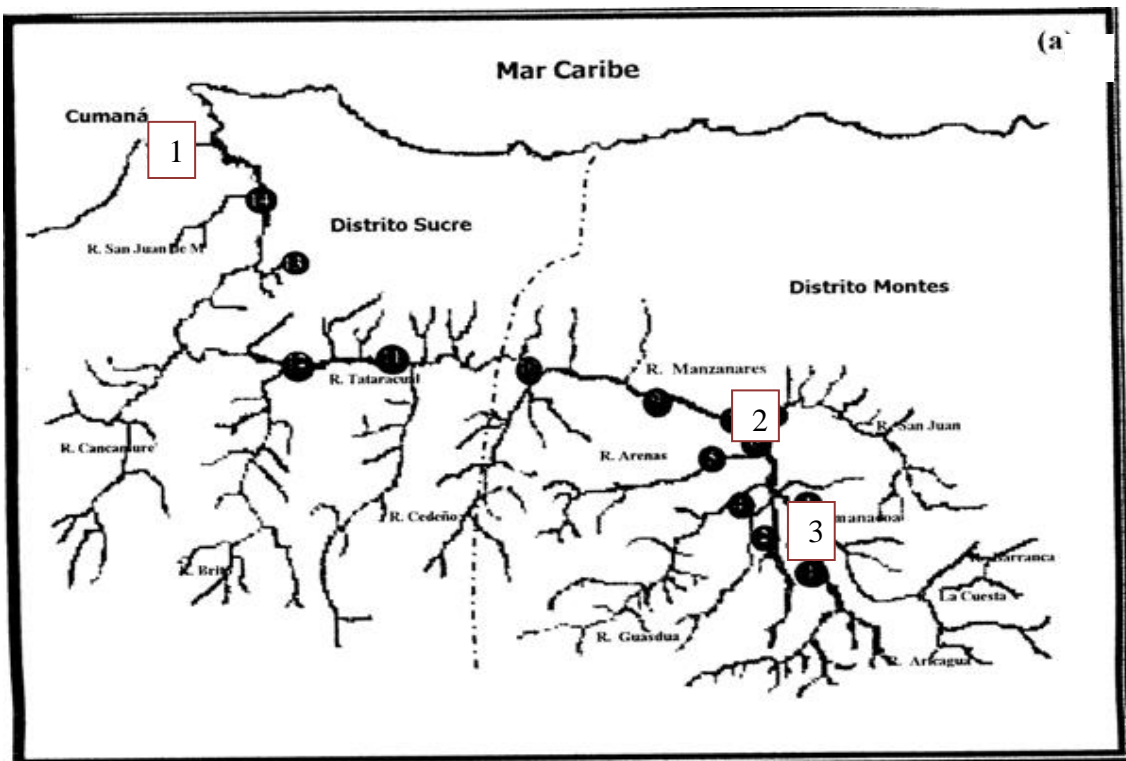 (a)
Mar Caribe
Cumaná
1
14
R. San Juan de M
Distrito Sucre
13
Distrito Montes
R. Tataracual
R. Manzanares
2
R. San Juan
R. Cancamure
R. Arenas
3
manacoa
R. Cedeño
R. Barranca
R. Brito
La Cuesta
R. Guasdua
R. Aricagua